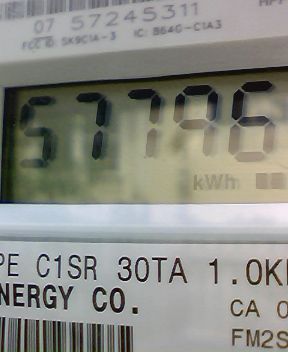 07 57245311
FCC ID: SK9C1A-3 IC: 864G-C1A3
57796
kWh
PE C1SR 30TA 1.0K
NERGY CO.
CA 0
FM2S